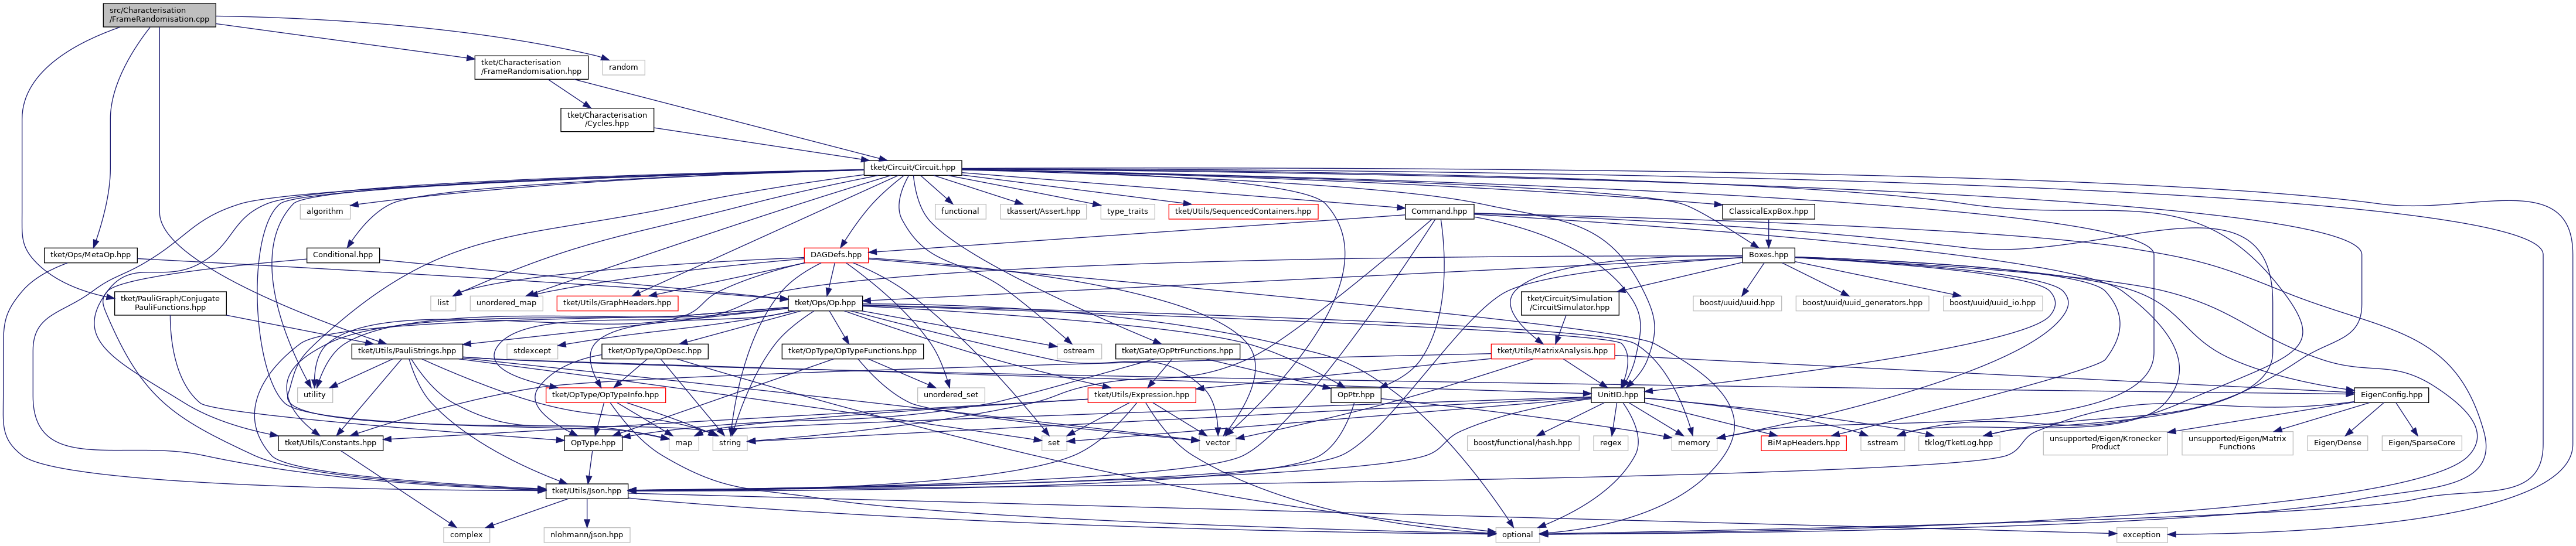 src/Characterisation
/FrameRandomisation.cpp
tket/Characterisation
/FrameRandomisation.hpp
random
tket/Characterisation
/Cycles.hpp
tket/Circuit/Circuit.hpp
algorithm
functional
tkassert/Assert.hpp
type_traits
tket/Utils/SequencedContainers.hpp
Command.hpp
ClassicalExpBox.hpp
tket/Ops/MetaOp.hpp
Conditional.hpp
DAGDefs.hpp
Boxes.hpp
tket/PauliGraph/Conjugate
PauliFunctions.hpp
list
unordered_map
tket/Utils/GraphHeaders.hpp
tket/Ops/Op.hpp
boost/uuid/uuid.hpp
tket/Circuit/Simulation
/CircuitSimulator.hpp
boost/uuid/uuid_generators.hpp
boost/uuid/uuid_io.hpp
tket/Utils/PauliStrings.hpp
stdexcept
tket/OpType/OpDesc.hpp
tket/OpType/OpTypeFunctions.hpp
ostream
tket/Gate/OpPtrFunctions.hpp
tket/Utils/MatrixAnalysis.hpp
utility
tket/OpType/OpTypeInfo.hpp
unordered_set
tket/Utils/Expression.hpp
OpPtr.hpp
UnitID.hpp
EigenConfig.hpp
tket/Utils/Constants.hpp
OpType.hpp
map
string
set
vector
boost/functional/hash.hpp
regex
memory
BiMapHeaders.hpp
sstream
tklog/TketLog.hpp
unsupported/Eigen/Kronecker
Product
unsupported/Eigen/Matrix
Functions
Eigen/Dense
Eigen/SparseCore
tket/Utils/Json.hpp
complex
nlohmann/json.hpp
optional
exception